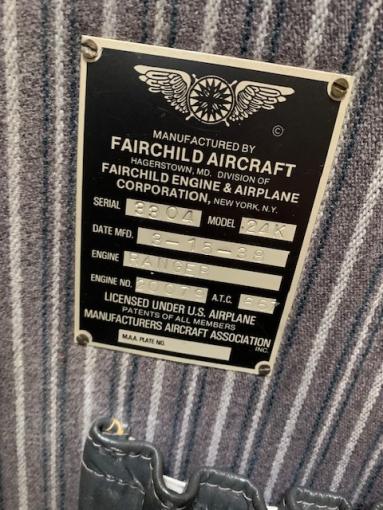 ©
MANUFACTURED BY
FAIRCHILD AIRCRAFT
HAGERSTOWN, MD. DIVISION OF
FAIRCHILD ENGINE & AIRPLANE
CORPORATION, NEW YORK, N.Y.
SERIAL 3304 MODEL 24K
DATE MFD. 3-15-38
ENGINE RANGER
ENGINE NO. 20079 A.T.C. 667
LICENSED UNDER U.S. AIRPLANE
PATENTS OF ALL MEMBERS
MANUFACTURERS AIRCRAFT ASSOCIATION
INC.
M.A.A. PLATE NO.